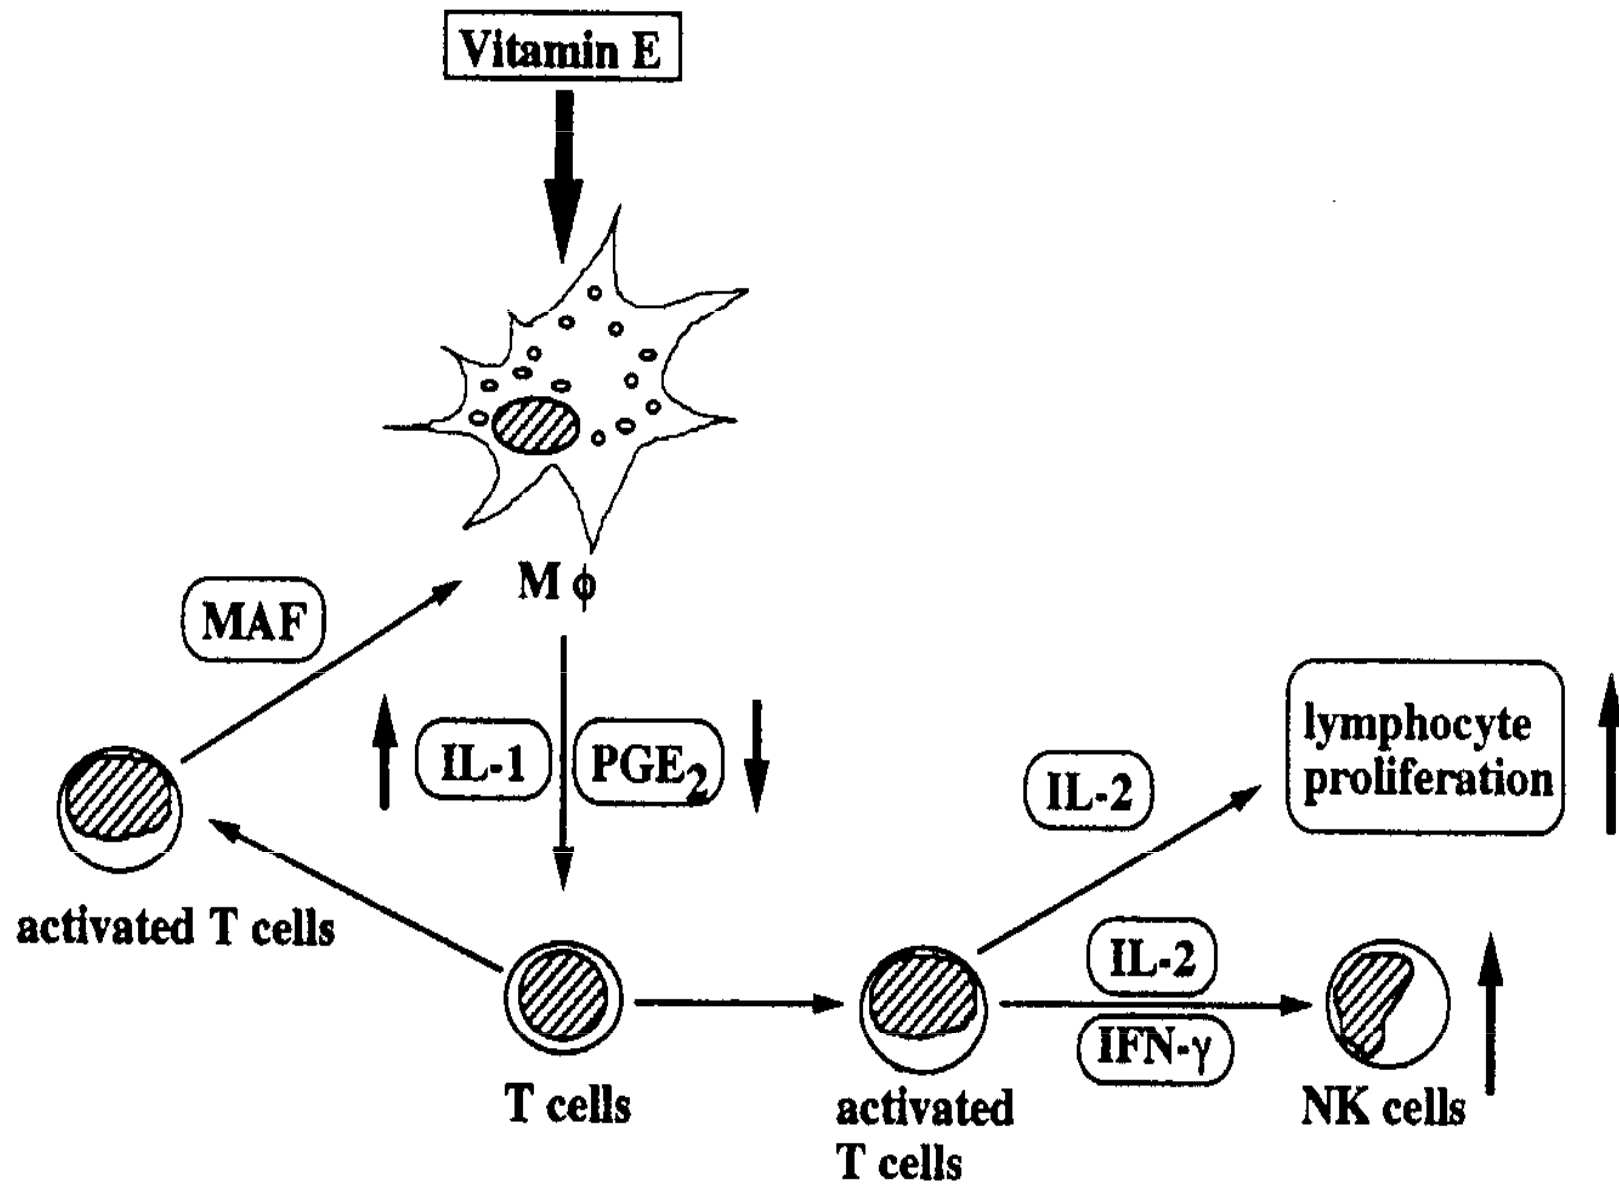 Vitamin E
M ϕ
MAF
IL-1
PGE2
IL-2
lymphocyte
proliferation
activated T cells
IL-2
IFN-γ
T cells
activated
T cells
NK cells